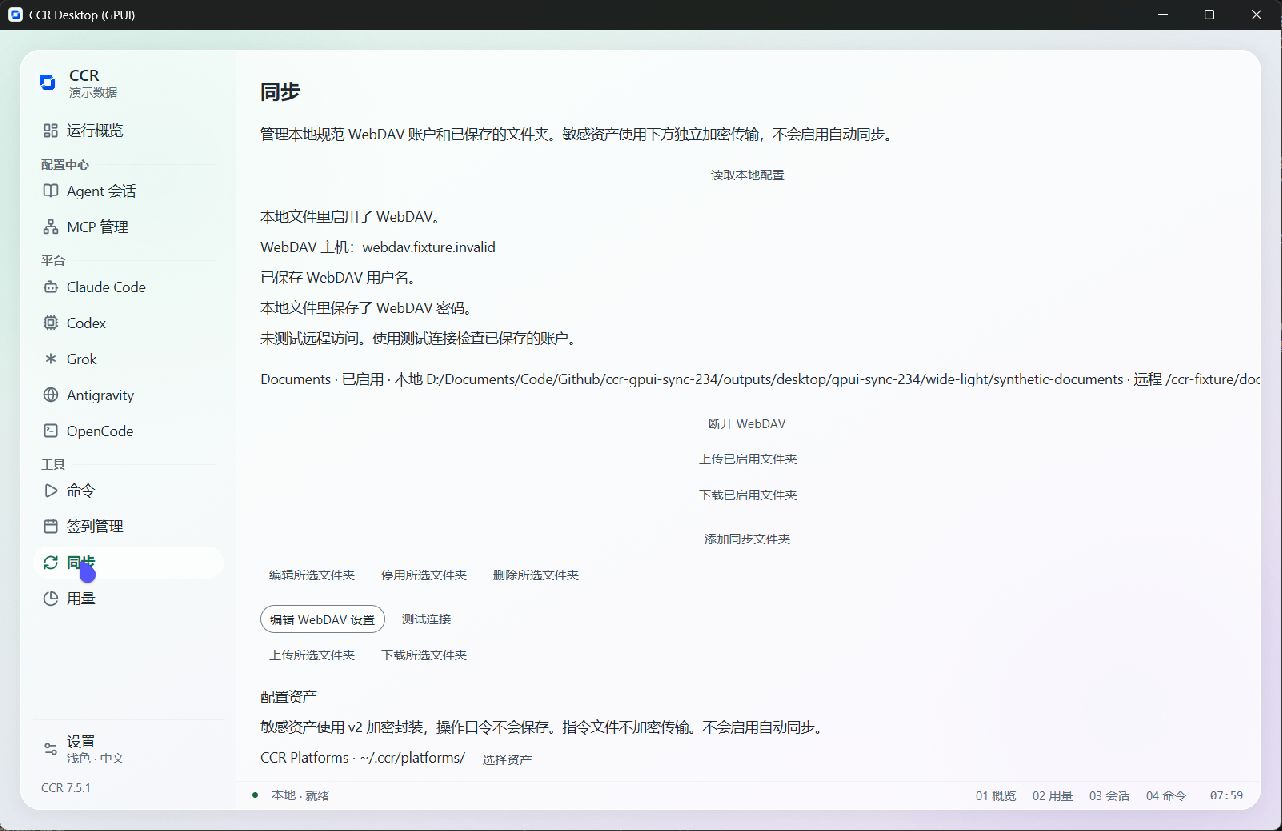 CCR Desktop (GPUI)
CCR
演示数据
运行概览
配置中心
Agent 会话
MCP 管理
平台
Claude Code
Codex
Grok
Antigravity
OpenCode
工具
命令
签到管理
同步
用量
设置
浅色 · 中文
CCR 7.5.1
同步
管理本地规范 WebDAV 账户和已保存的文件夹。敏感资产使用下方独立加密传输，不会启用自动同步。
读取本地配置
本地文件里启用了 WebDAV。
WebDAV 主机：webdav.fixture.invalid
已保存 WebDAV 用户名。
本地文件里保存了 WebDAV 密码。
未测试远程访问。使用测试连接检查已保存的账户。
Documents · 已启用 · 本地 D:/Documents/Code/Github/ccr-gpui-sync-234/outputs/desktop/gpui-sync-234/wide-light/synthetic-documents · 远程 /ccr-fixture/doc
断开 WebDAV
上传已启用文件夹
下载已启用文件夹
添加同步文件夹
编辑所选文件夹 停用所选文件夹 删除所选文件夹
编辑 WebDAV 设置 测试连接
上传所选文件夹 下载所选文件夹
配置资产
敏感资产使用 v2 加密封装，操作口令不会保存。指令文件不加密传输。不会启用自动同步。
CCR Platforms · ~/.ccr/platforms/ 选择资产
本地 · 就绪
01 概览 02 用量 03 会话 04 命令 07:59